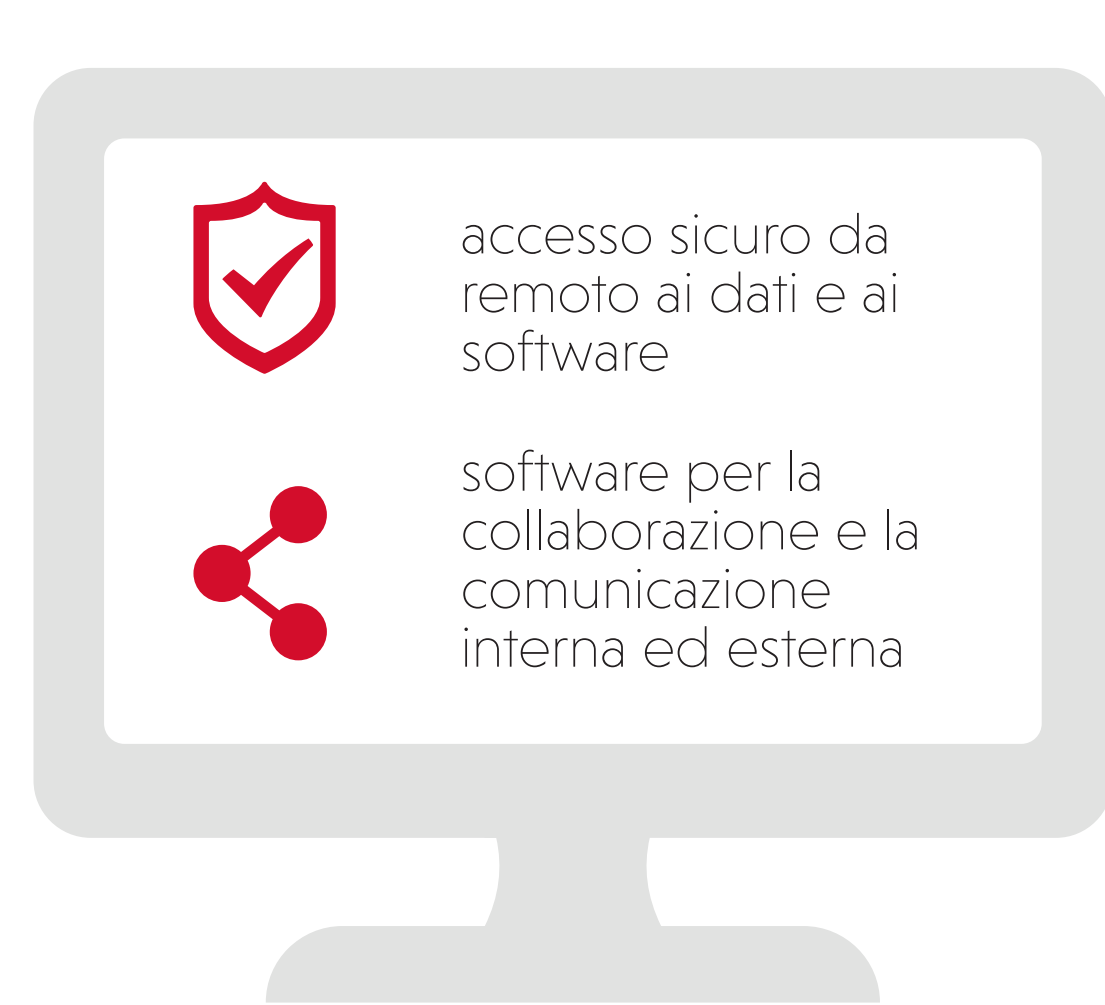 accesso sicuro da
remoto ai dati e ai
software
software per la
collaborazione e la
comunicazione
interna ed esterna